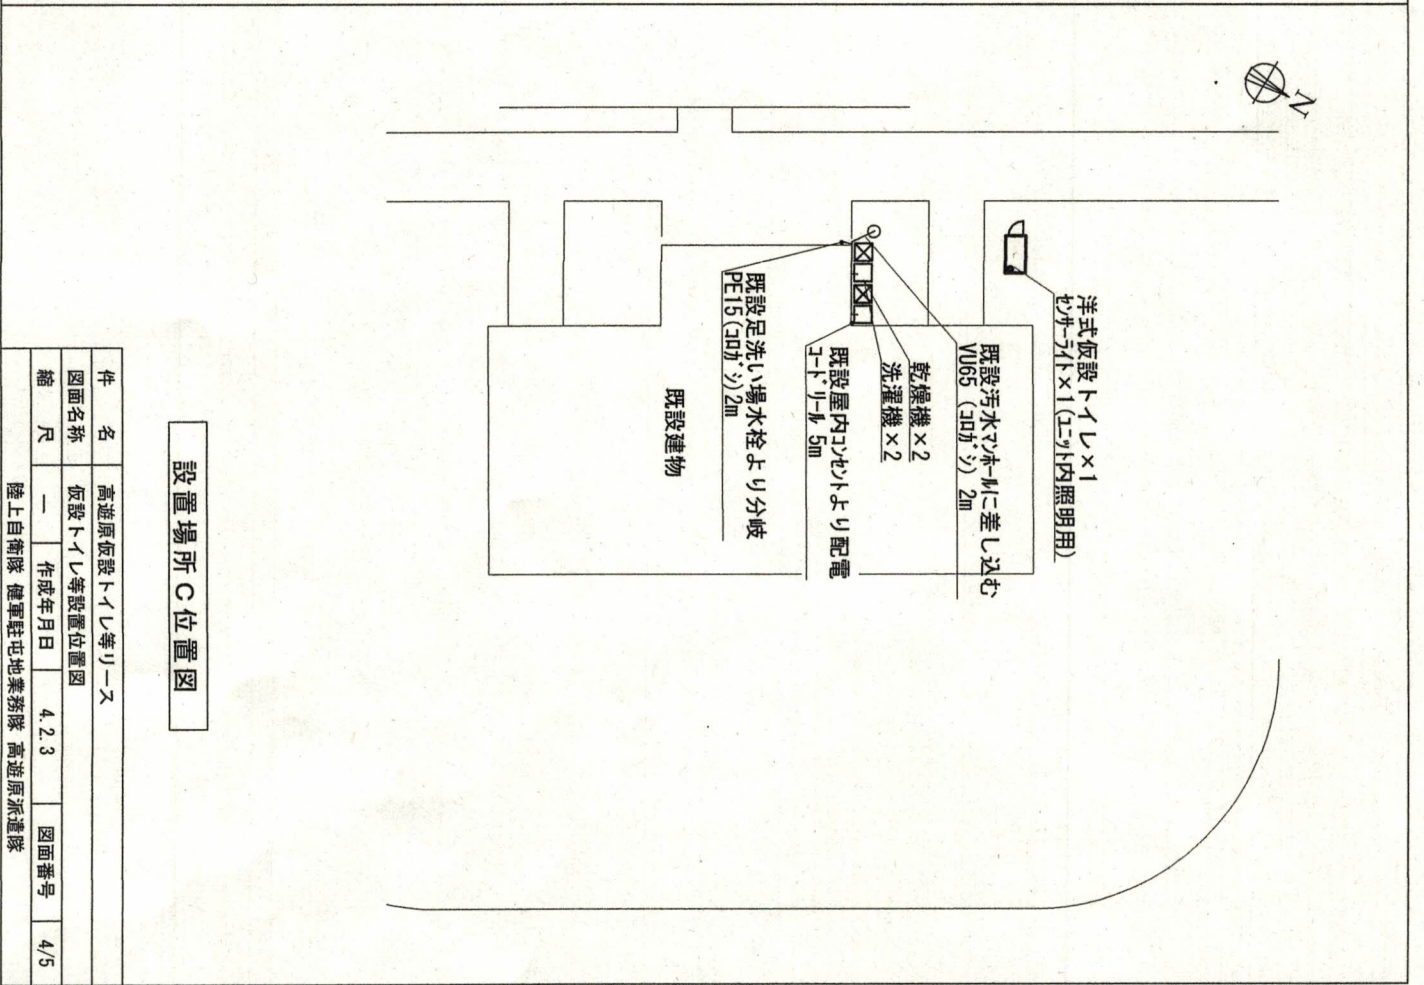 N
洋式仮設トイレ×1
センサーライト×1(ユニット内照明用)
既設汚水マンホールに差し込む
VU65 (コロガシ) 2m
乾燥機×2
洗濯機×2
既設屋内コンセントより配電
コードリール 5m
既設足洗い場水栓より分岐
PE15(コロガシ)2m
既設建物
設置場所C位置図
件 名 高遊原仮設トイレ等リース
図面名称 仮設トイレ等設置位置図
縮 尺 ー 作成年月日 4.2.3 図面番号 4/5
陸上自衛隊 健軍駐屯地業務隊 高遊原派遣隊